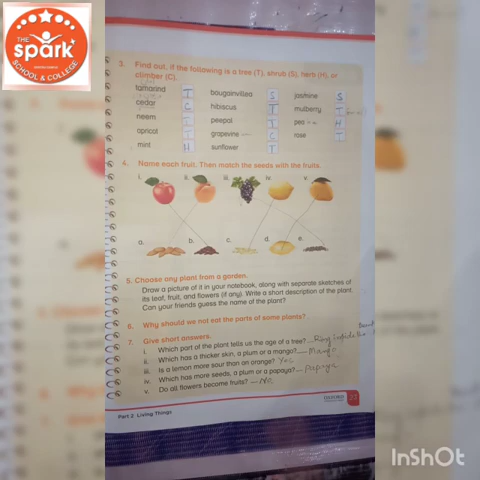 THE
spark
SCHOOL & COLLEGE
3. Find out, if the following is a tree (T), shrub (S), herb (H), or
climber (C).
tamarind T bougainvillea S jasmine S
cedar C hibiscus T mulberry T
neem T peepal T pea H
apricot T grapevine C rose T
mint H sunflower T
4. Name each fruit. Then match the seeds with the fruits.
i. ii. iii. iv. v.
a. b. c. d. e.
5. Choose any plant from a garden.
Draw a picture of it in your notebook, along with separate sketches of
its leaf, fruit, and flowers (if any). Write a short description of the plant.
Can your friends guess the name of the plant?
6. Why should we not eat the parts of some plants?
7. Give short answers.
i. Which part of the plant tells us the age of a tree? Ring inside the
ii. Which has a thicker skin, a plum or a mango? Mango
iii. Is a lemon more sour than an orange? Yes
iv. Which has more seeds, a plum or a papaya? Papaya
v. Do all flowers become fruits? No
Part 2 Living Things
OXFORD
InShOt